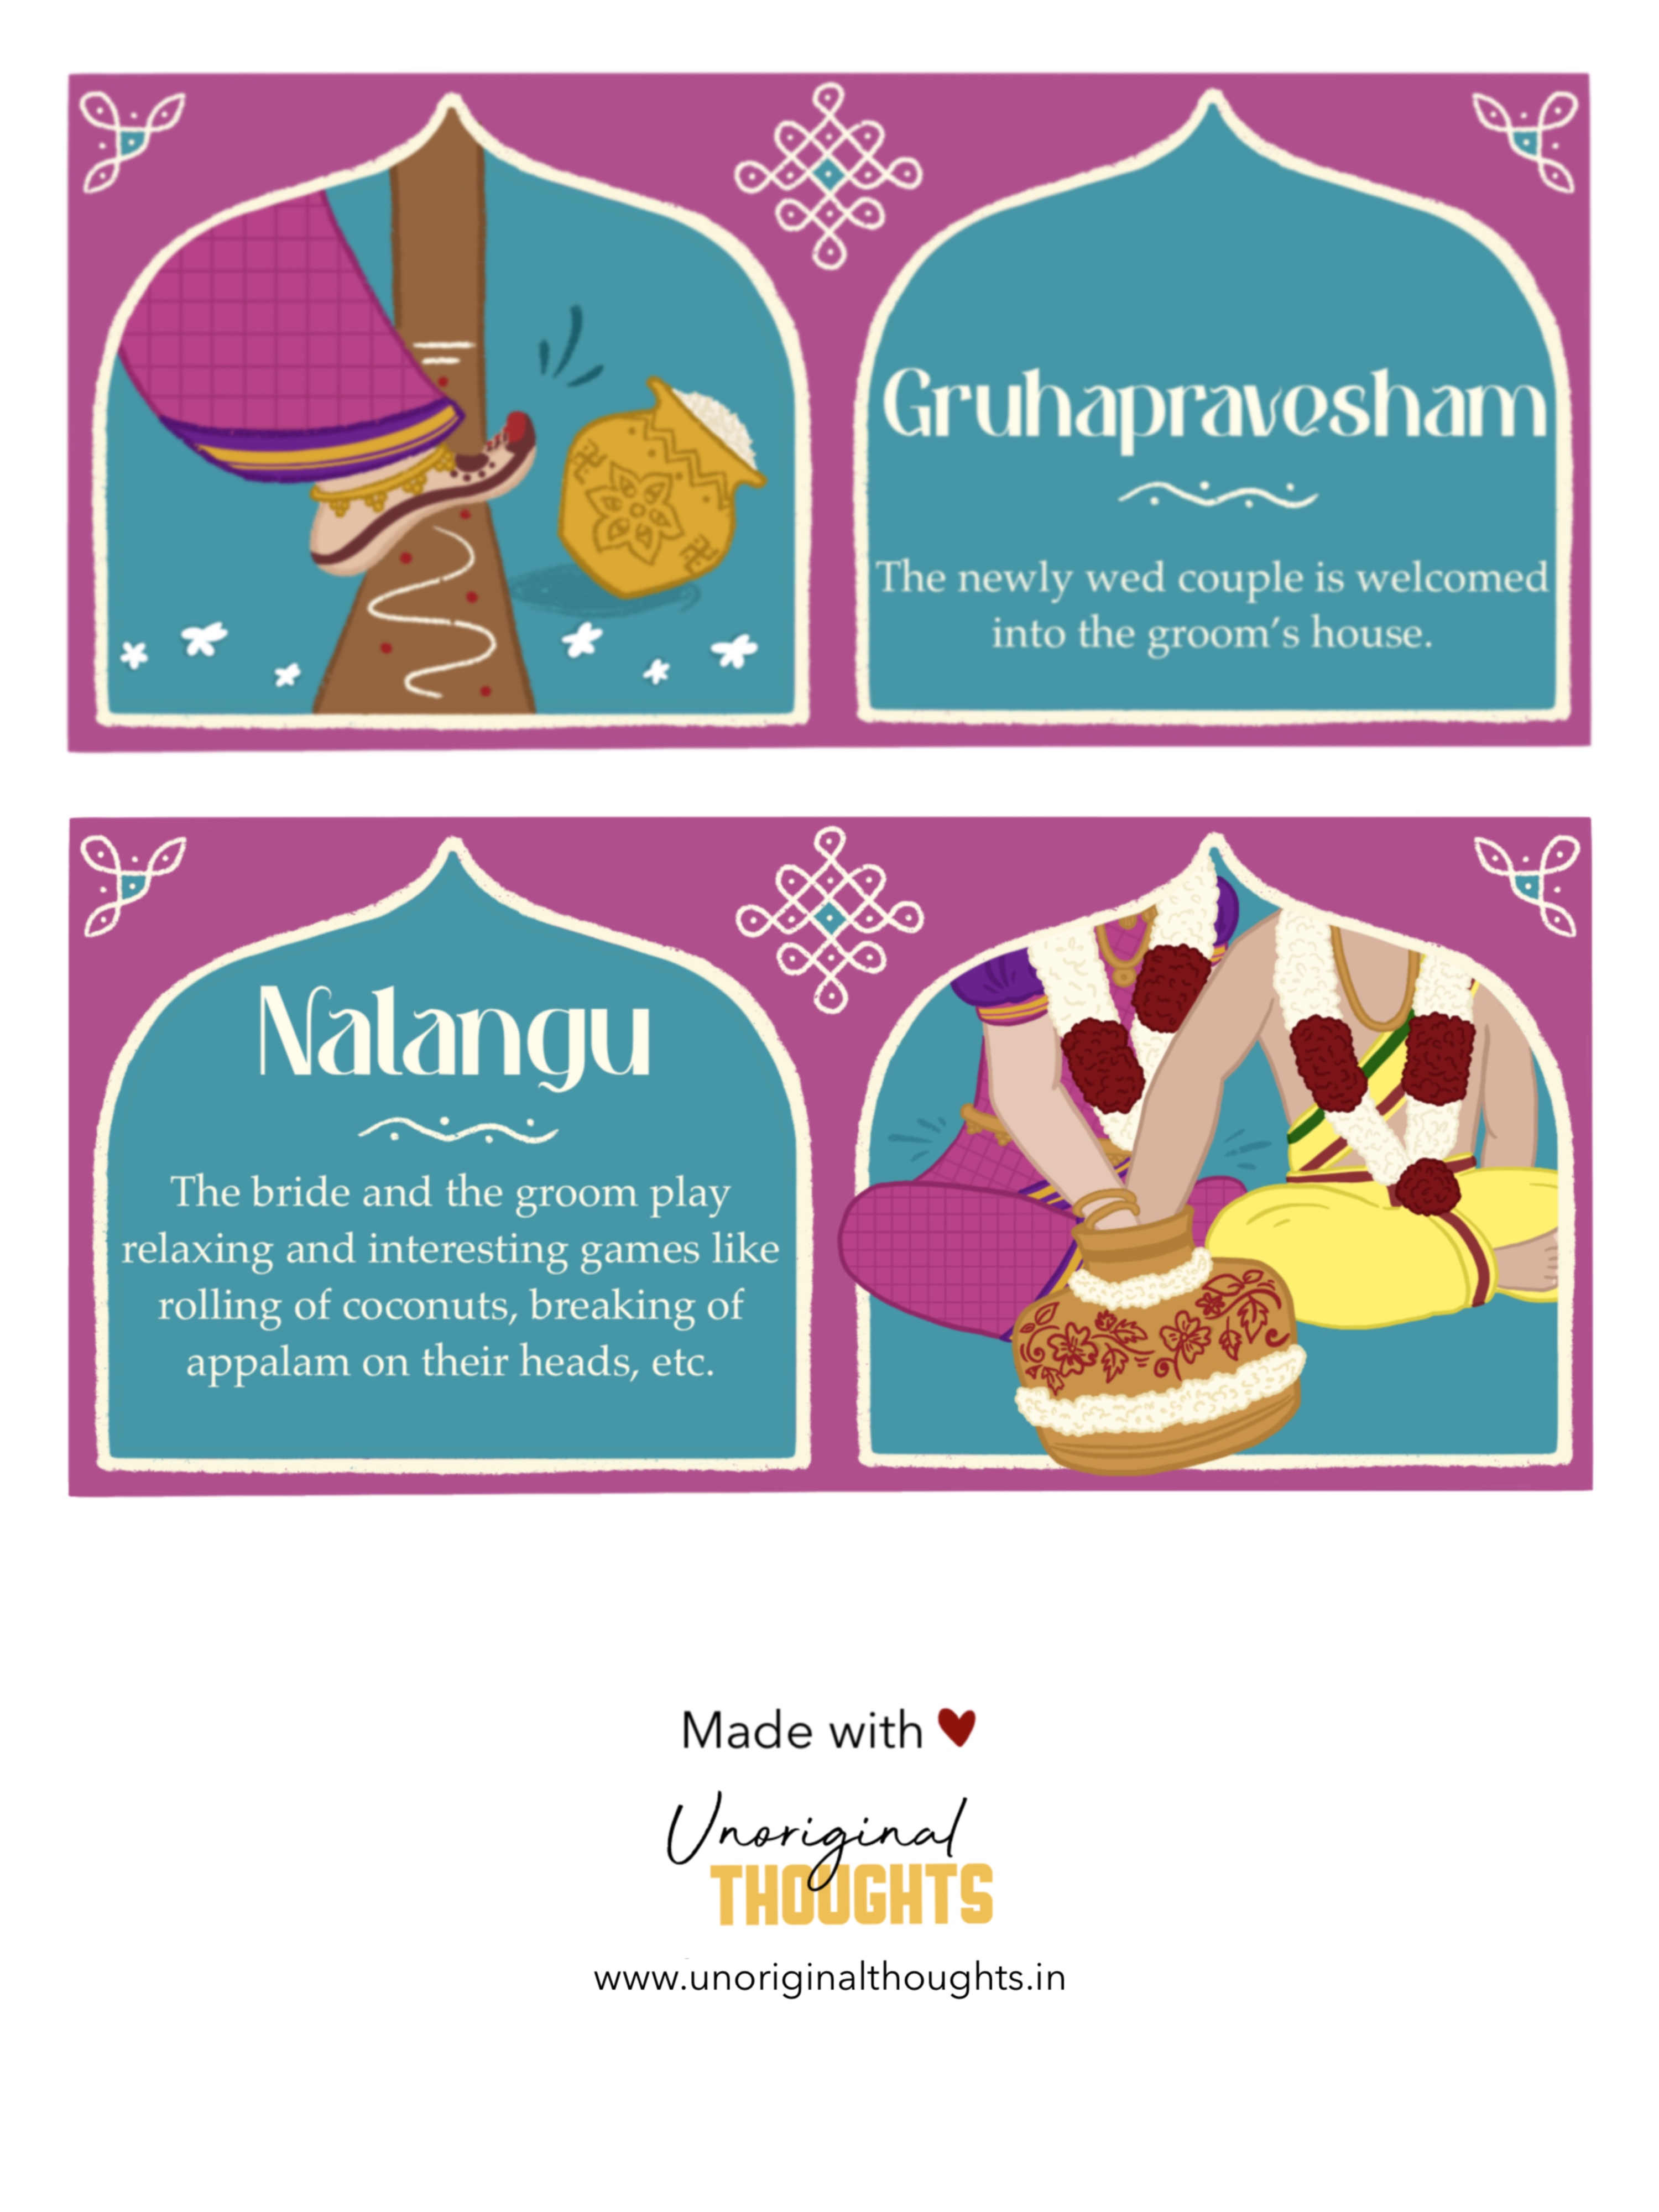 Gruhapravesham
The newly wed couple is welcomed
into the groom's house.
Nalangu
The bride and the groom play
relaxing and interesting games like
rolling of coconuts, breaking of
appalam on their heads, etc.
Made with
Unoriginal
THOUGHTS
www.unoriginalthoughts.in